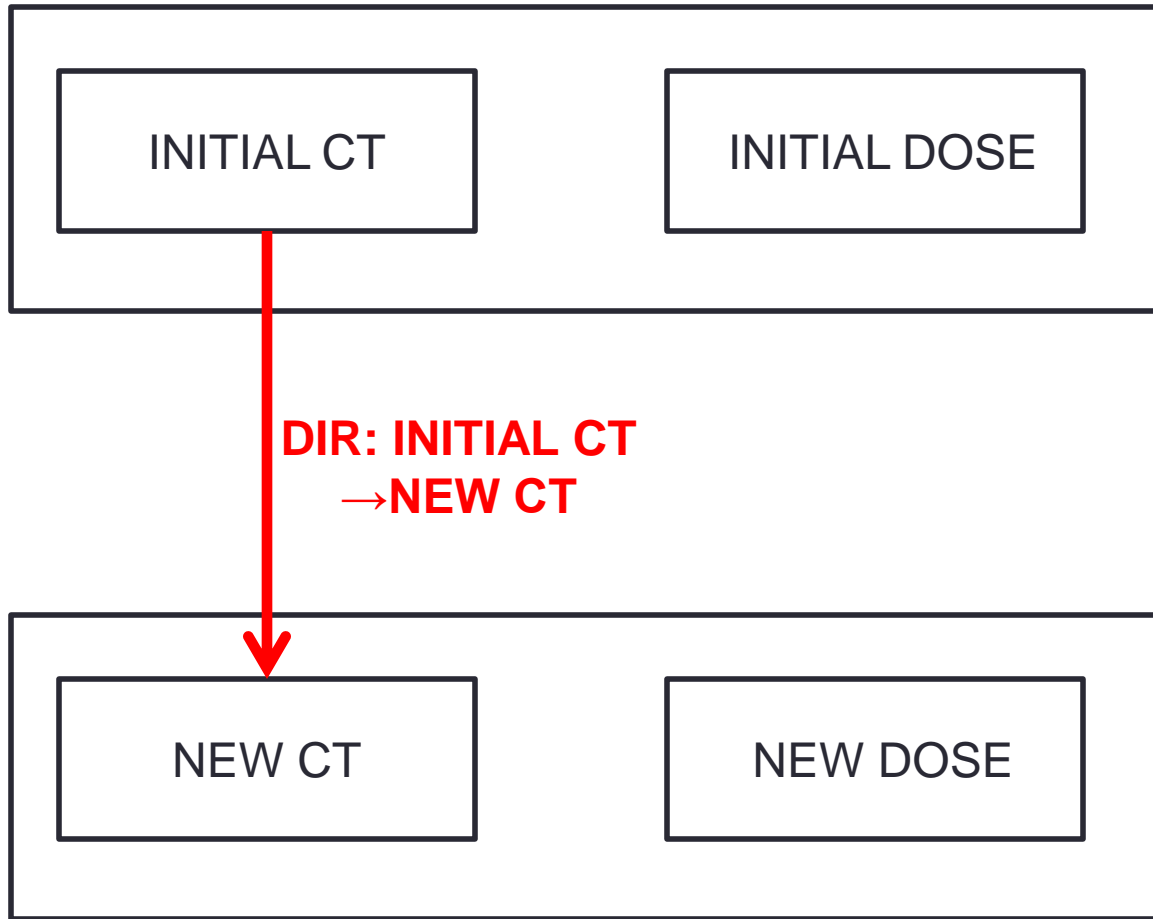 INITIAL CT
INITIAL DOSE
DIR: INITIAL CT
→NEW CT
NEW CT
NEW DOSE